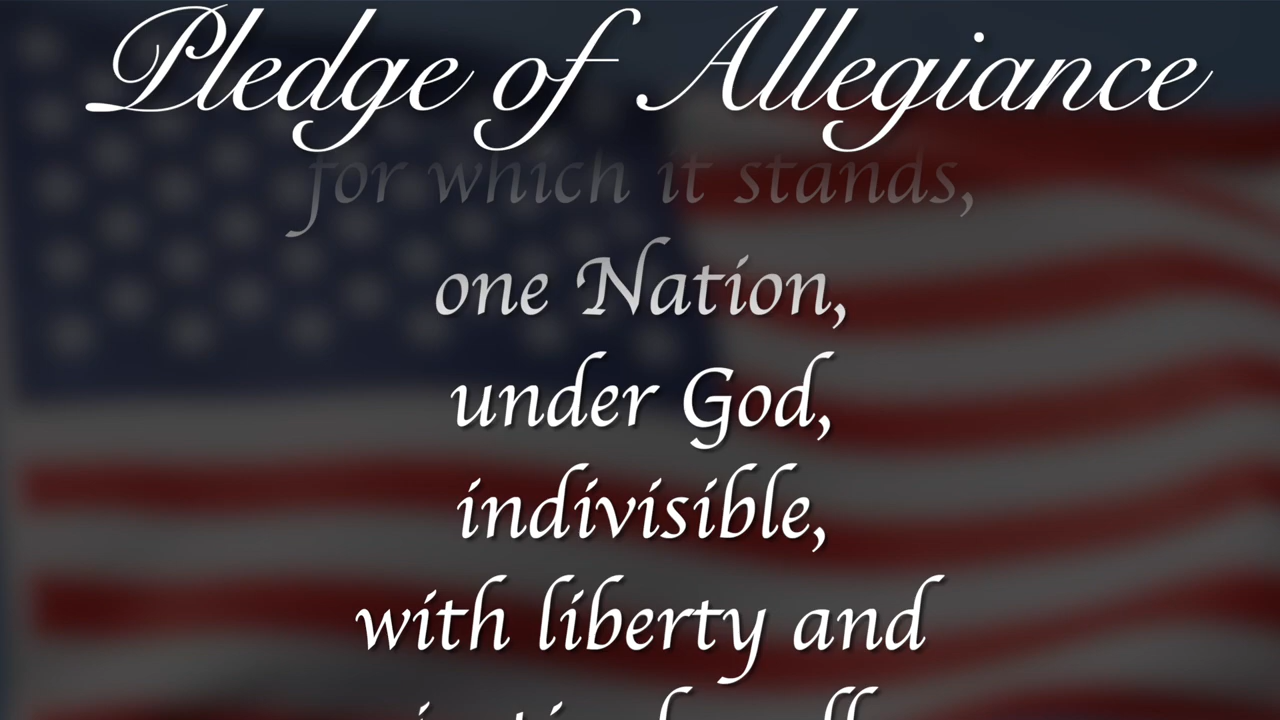 Pledge of Allegiance
for which it stands,
one Nation,
under God,
indivisible,
with liberty and